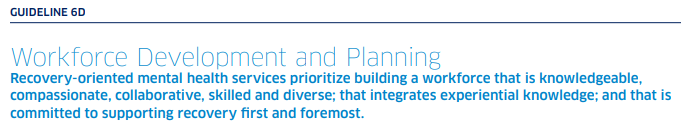 GUIDELINE 6D
Workforce Development and Planning
Recovery-oriented mental health services prioritize building a workforce that is knowledgeable,
compassionate, collaborative, skilled and diverse; that integrates experiential knowledge; and that is
committed to supporting recovery first and foremost.